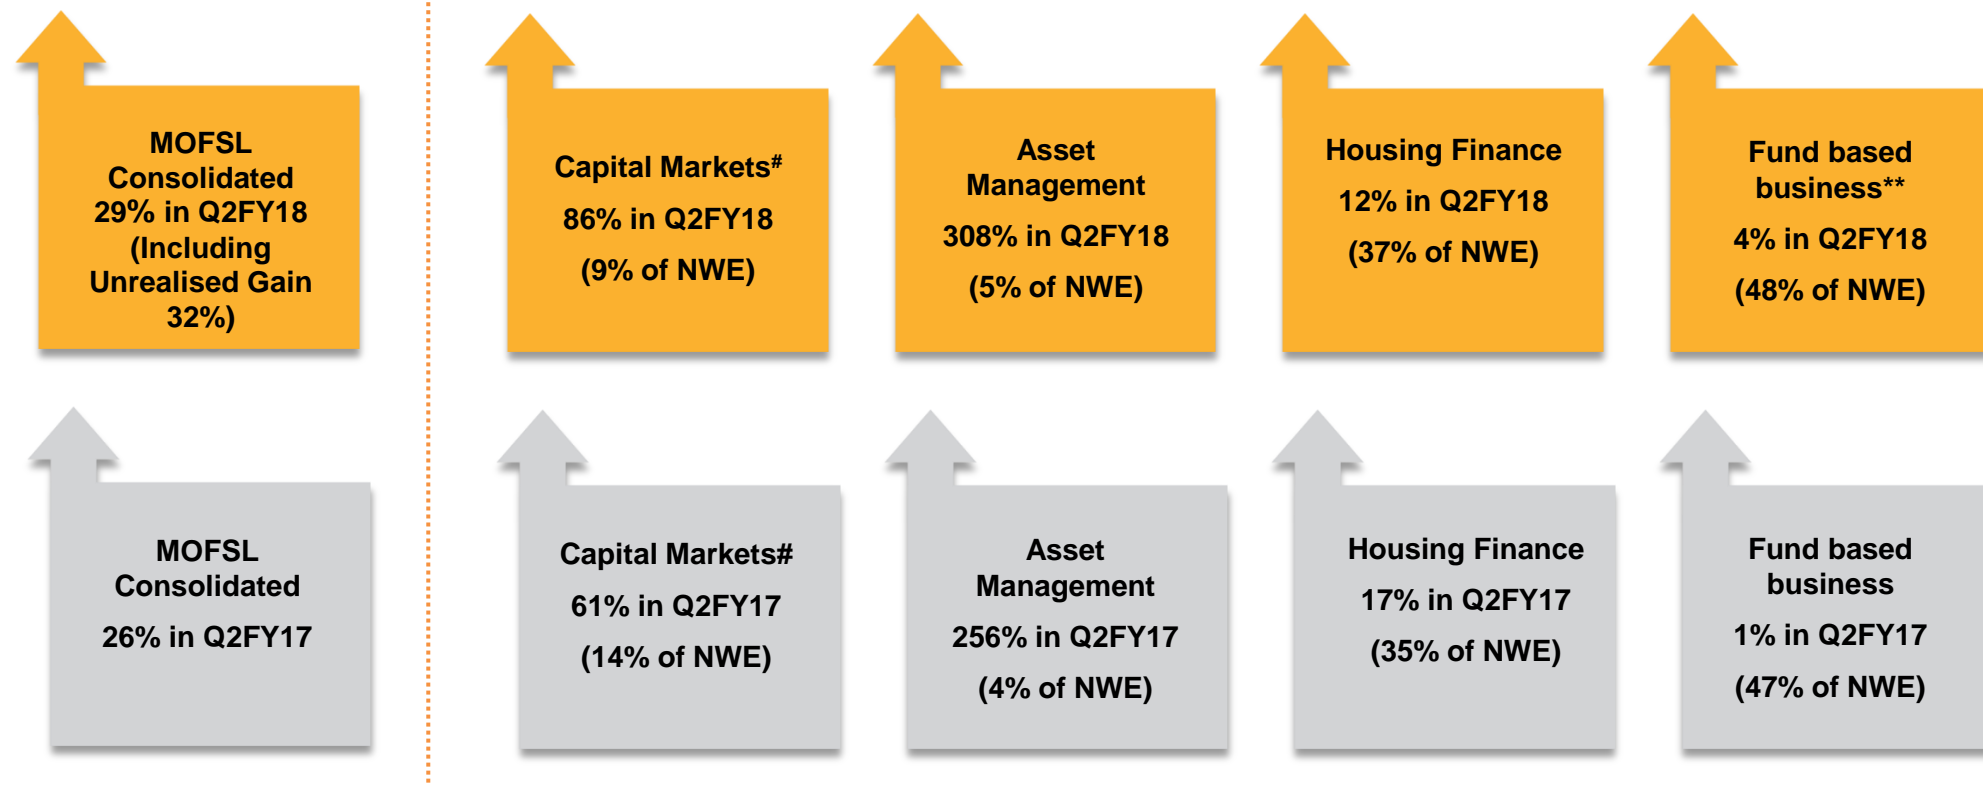 MOFSL
Consolidated
29% in Q2FY18
(Including
Unrealised Gain
32%)
Capital Markets#
86% in Q2FY18
(9% of NWE)
Asset
Management
308% in Q2FY18
(5% of NWE)
Housing Finance
12% in Q2FY18
(37% of NWE)
Fund based
business**
4% in Q2FY18
(48% of NWE)
MOFSL
Consolidated
26% in Q2FY17
Capital Markets#
61% in Q2FY17
(14% of NWE)
Asset
Management
256% in Q2FY17
(4% of NWE)
Housing Finance
17% in Q2FY17
(35% of NWE)
Fund based
business
1% in Q2FY17
(47% of NWE)